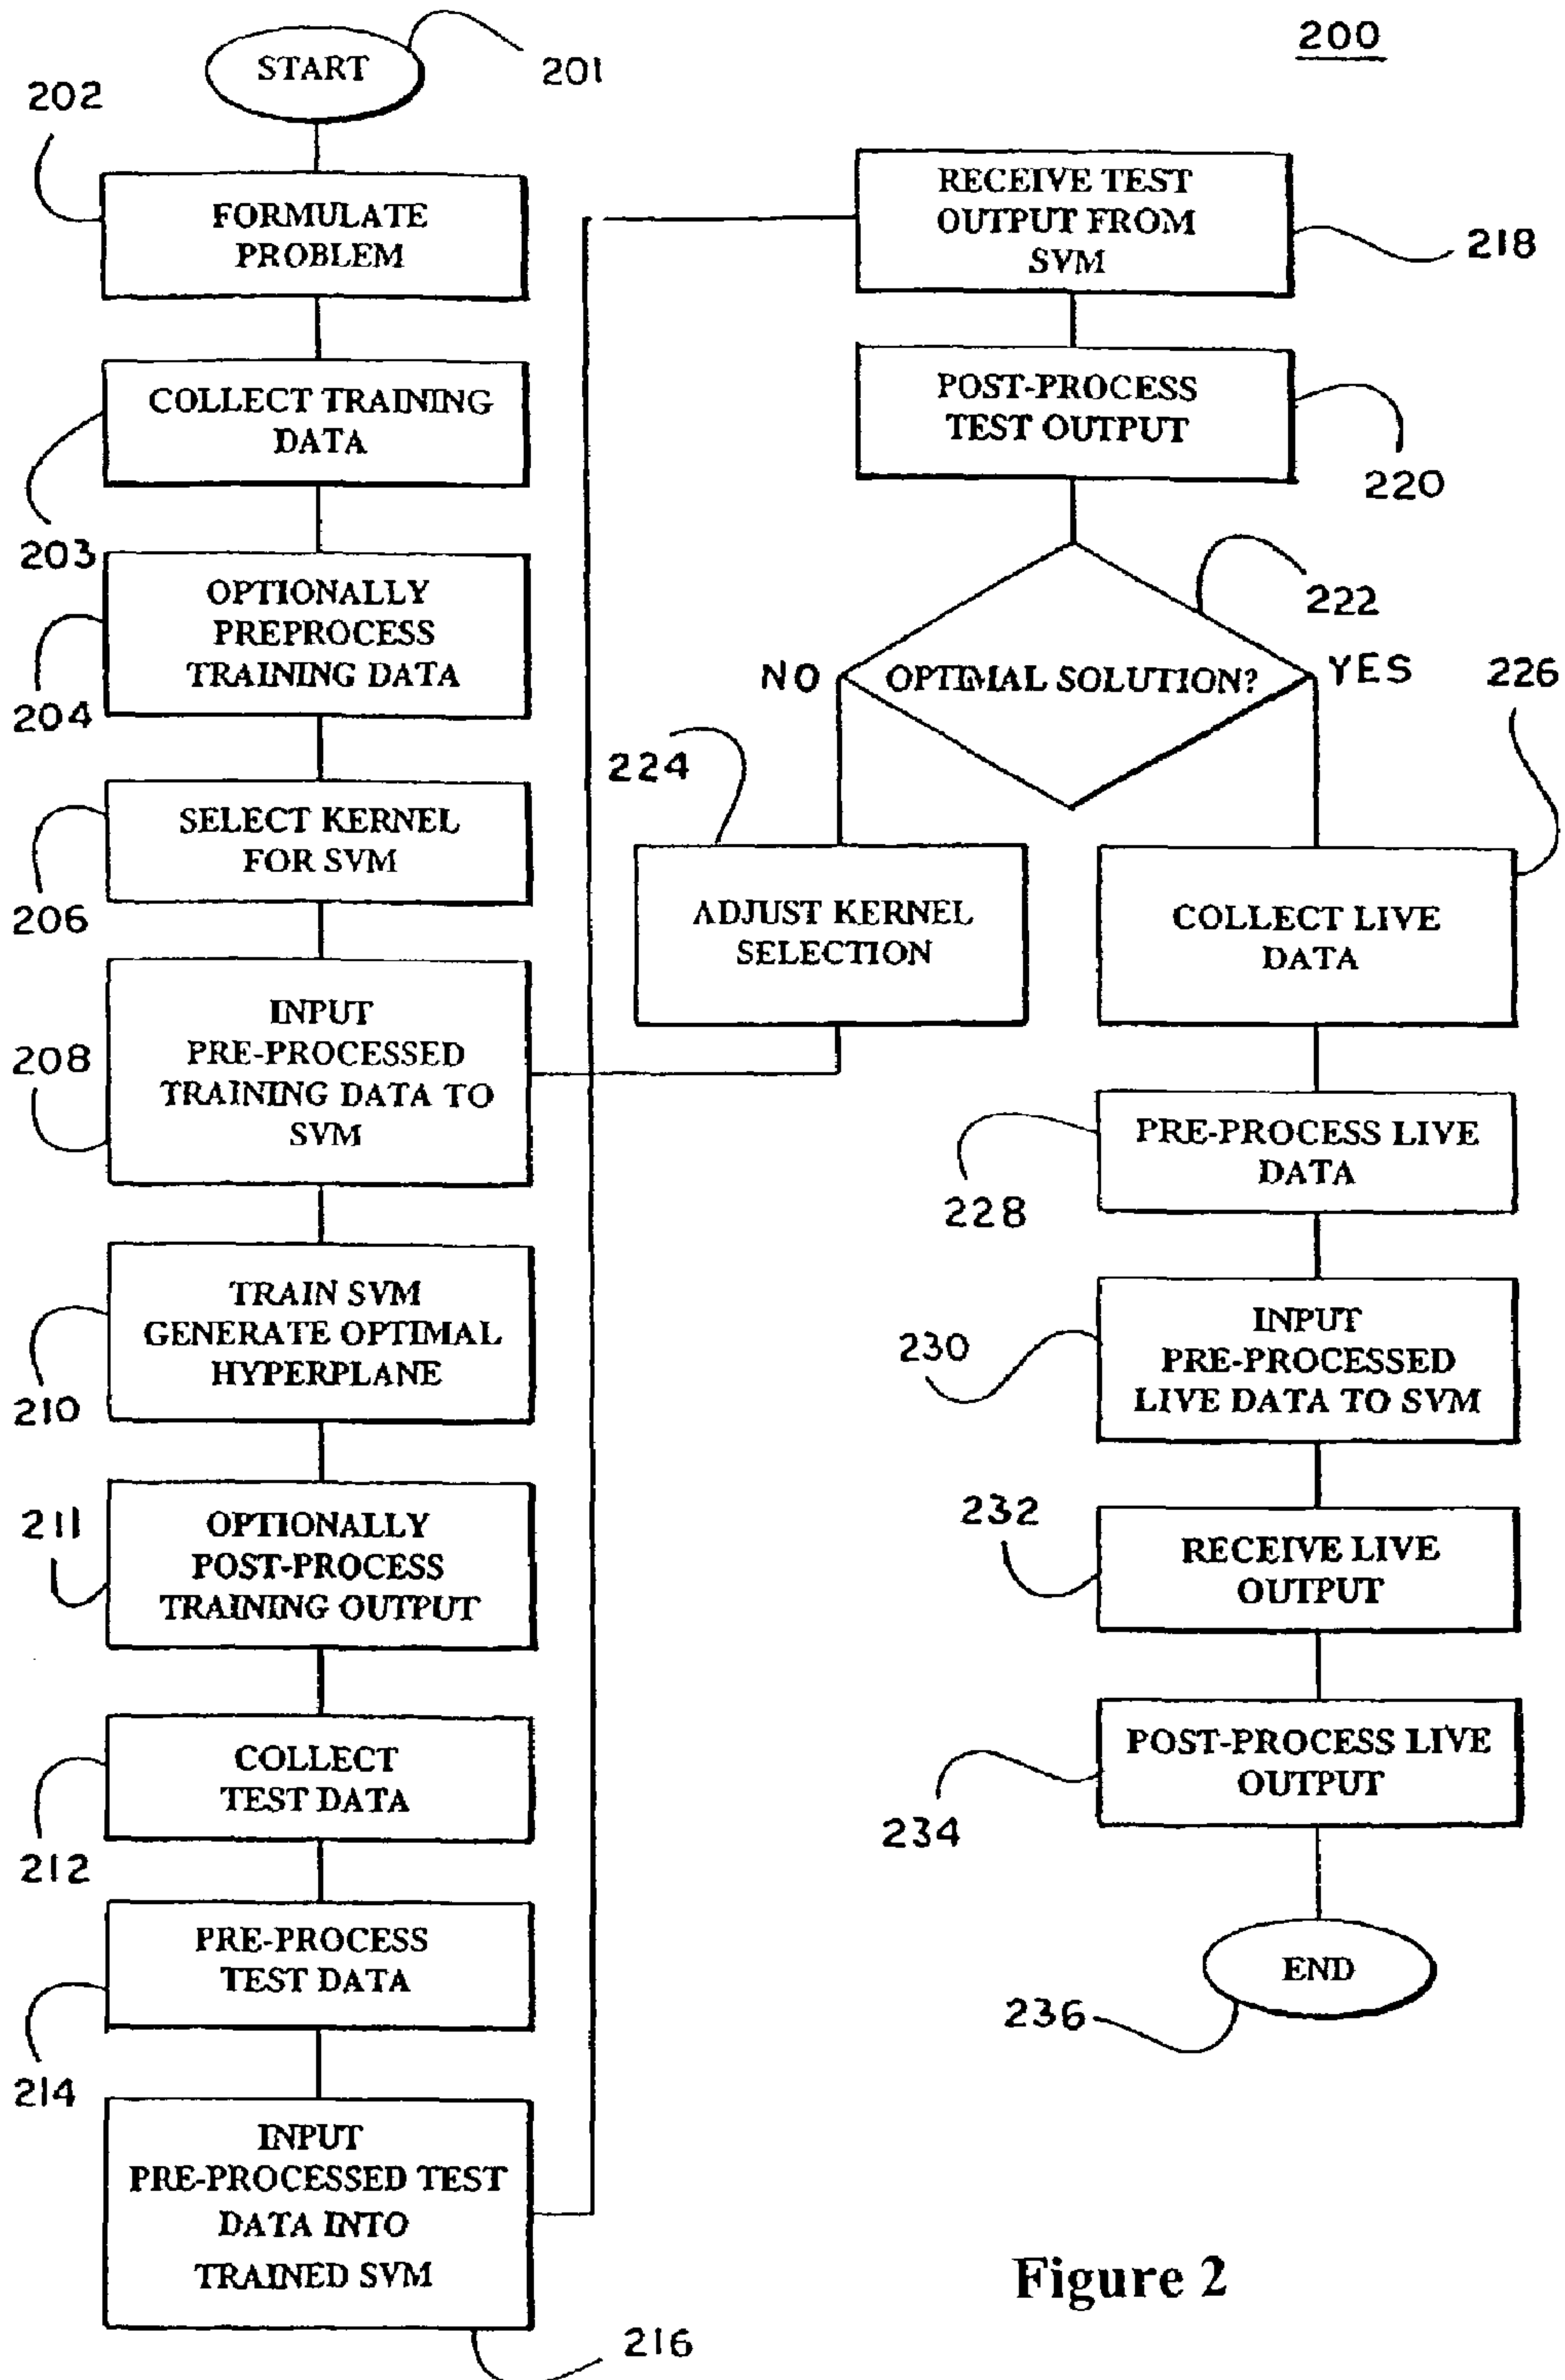 200
START
201
202
FORMULATE
PROBLEM
COLLECT TRAINING
DATA
203
OPTIONALLY
PREPROCESS
TRAINING DATA
204
SELECT KERNEL
FOR SVM
206
INPUT
PRE-PROCESSED
TRAINING DATA TO
SVM
208
TRAIN SVM
GENERATE OPTIMAL
HYPERPLANE
210
211
OPTIONALLY
POST-PROCESS
TRAINING OUTPUT
COLLECT
TEST DATA
212
PRE-PROCESS
TEST DATA
214
INPUT
PRE-PROCESSED TEST
DATA INTO
TRAINED SVM
216
RECEIVE TEST
OUTPUT FROM
SVM
218
POST-PROCESS
TEST OUTPUT
220
222
NO
OPTIMAL SOLUTION?
YES
224
ADJUST KERNEL
SELECTION
226
COLLECT LIVE
DATA
PRE-PROCESS LIVE
DATA
228
INPUT
PRE-PROCESSED
LIVE DATA TO SVM
230
232
RECEIVE LIVE
OUTPUT
POST-PROCESS LIVE
OUTPUT
234
END
236
Figure 2